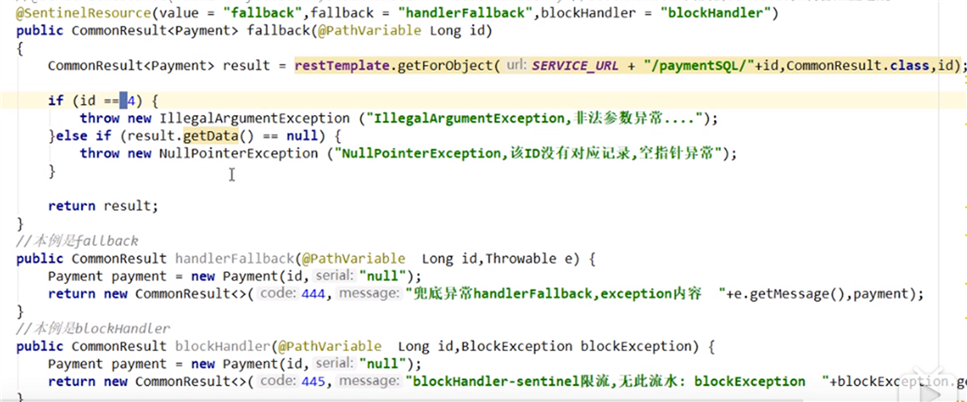 @SentinelResource(value = "fallback",fallback = "handlerFallback",blockHandler = "blockHandler")
public CommonResult<Payment> fallback(@PathVariable Long id)
{
CommonResult<Payment> result = restTemplate.getForObject( url: SERVICE_URL + "/paymentSQL/"+id,CommonResult.class,id);
if (id == 4) {
throw new IllegalArgumentException ("IllegalArgumentException,非法参数异常....");
}else if (result.getData() == null) {
throw new NullPointerException ("NullPointerException,该ID没有对应记录,空指针异常");
}
return result;
}
//本例是fallback
public CommonResult handlerFallback(@PathVariable  Long id,Throwable e) {
Payment payment = new Payment(id, serial: "null");
return new CommonResult<>( code: 444, message: "兜底异常handlerFallback,exception内容  "+e.getMessage(),payment);
}
//本例是blockHandler
public CommonResult blockHandler(@PathVariable  Long id,BlockException blockException) {
Payment payment = new Payment(id, serial: "null");
return new CommonResult<>( code: 445, message: "blockHandler-sentinel限流,无此流水: blockException  "+blockException.ge
}